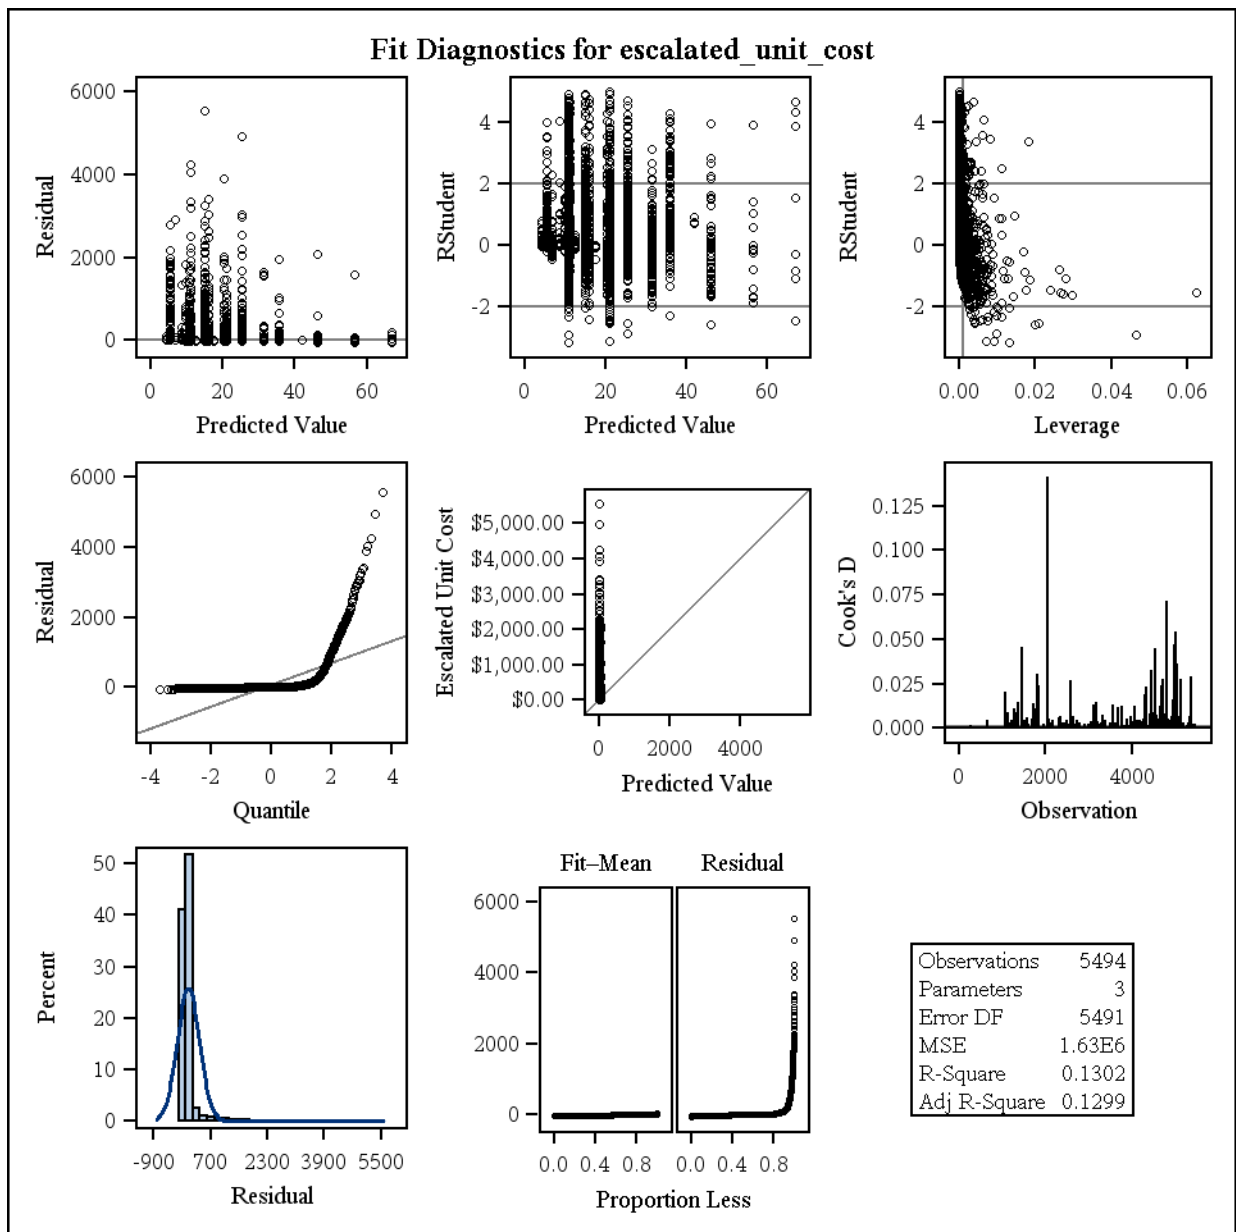 Fit Diagnostics for escalated_unit_cost
6000
4000
2000
0
Residual
0 20 40 60
Predicted Value
4
2
0
-2
RStudent
0 20 40 60
Predicted Value
4
2
0
-2
RStudent
0.00 0.02 0.04 0.06
Leverage
6000
4000
2000
0
Residual
-4 -2 0 2 4
Quantile
$5,000.00
$4,000.00
$3,000.00
$2,000.00
$1,000.00
$0.00
Escalated Unit Cost
0 2000 4000
Predicted Value
0.125
0.100
0.075
0.050
0.025
0.000
Cook's D
0 2000 4000
Observation
50
40
30
20
10
0
Percent
-900 700 2300 3900 5500
Residual
Fit–Mean Residual
6000
4000
2000
0
0.0 0.4 0.8 0.0 0.4 0.8
Proportion Less
Observations 5494
Parameters 3
Error DF 5491
MSE 1.63E6
R-Square 0.1302
Adj R-Square 0.1299